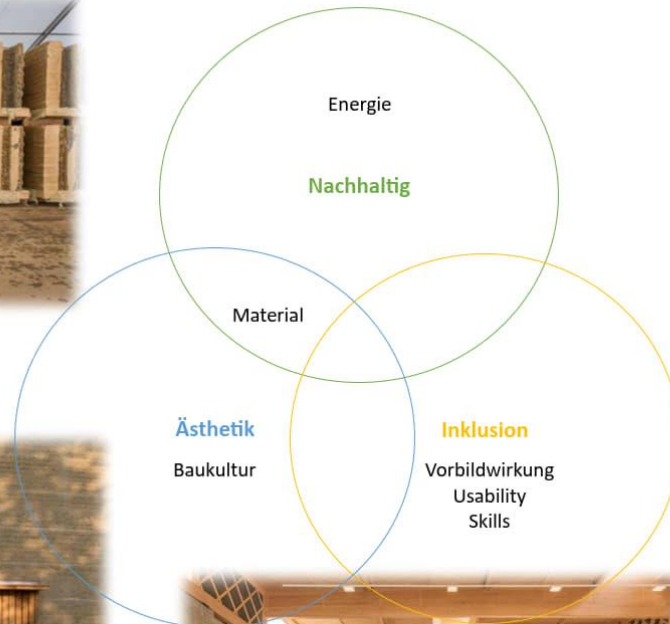 Energie
Nachhaltig
Material
Ästhetik
Baukultur
Inklusion
Vorbildwirkung
Usability
Skills